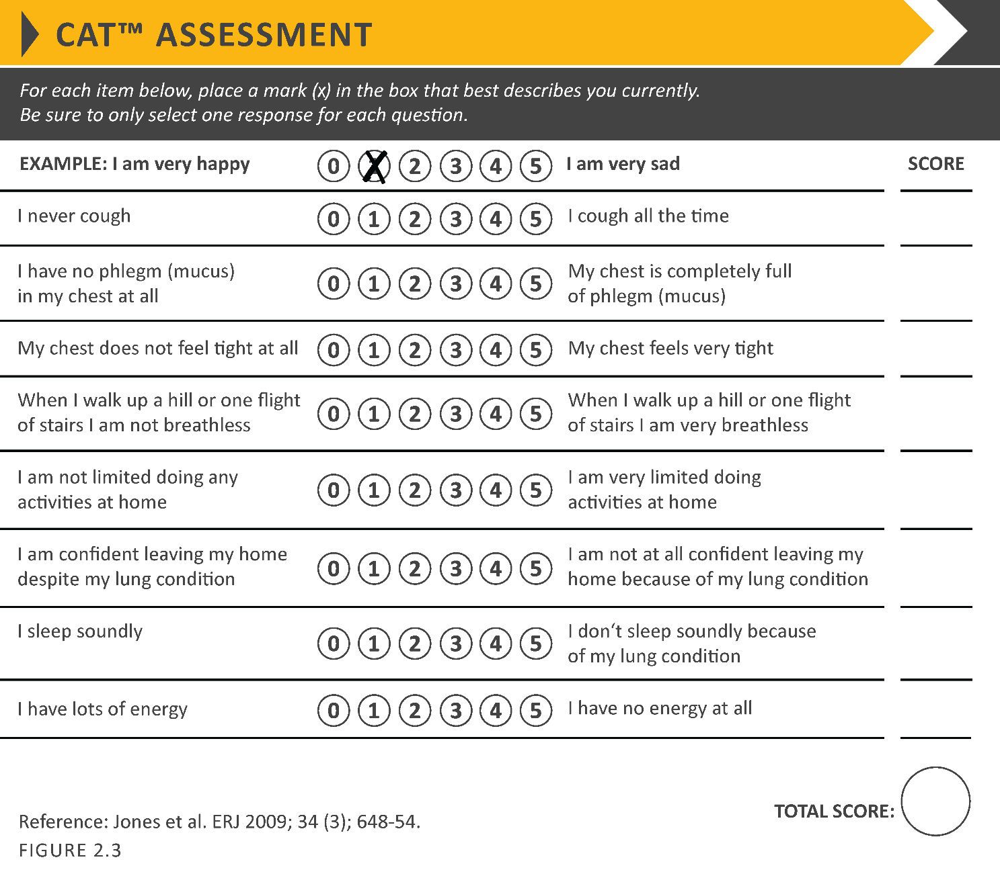 CAT™ ASSESSMENT
For each item below, place a mark (x) in the box that best describes you currently.
Be sure to only select one response for each question.
EXAMPLE: I am very happy 0 X 2 3 4 5 I am very sad SCORE
I never cough 0 1 2 3 4 5 I cough all the time
I have no phlegm (mucus)
in my chest at all
0 1 2 3 4 5
My chest is completely full
of phlegm (mucus)
My chest does not feel tight at all 0 1 2 3 4 5 My chest feels very tight
When I walk up a hill or one flight
of stairs I am not breathless
0 1 2 3 4 5
When I walk up a hill or one flight
of stairs I am very breathless
I am not limited doing any
activities at home
0 1 2 3 4 5
I am very limited doing
activities at home
I am confident leaving my home
despite my lung condition
0 1 2 3 4 5
I am not at all confident leaving my
home because of my lung condition
I sleep soundly
0 1 2 3 4 5
I don‘t sleep soundly because
of my lung condition
I have lots of energy 0 1 2 3 4 5 I have no energy at all
TOTAL SCORE:
Reference: Jones et al. ERJ 2009; 34 (3); 648-54.
FIGURE 2.3